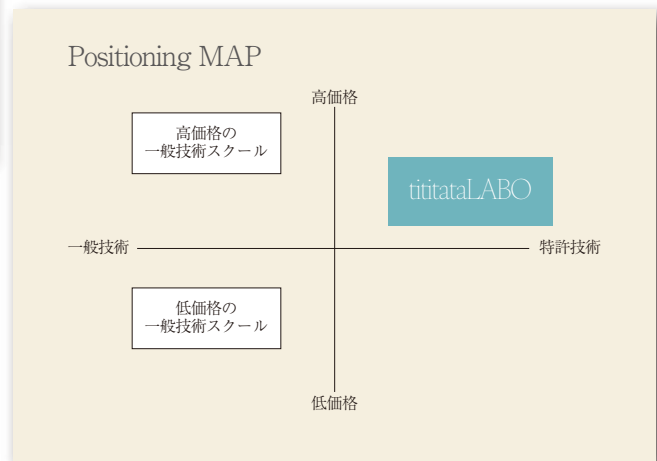 Positioning MAP
高価格
高価格の
一般技術スクール
tititataLABO
一般技術
特許技術
低価格の
一般技術スクール
低価格